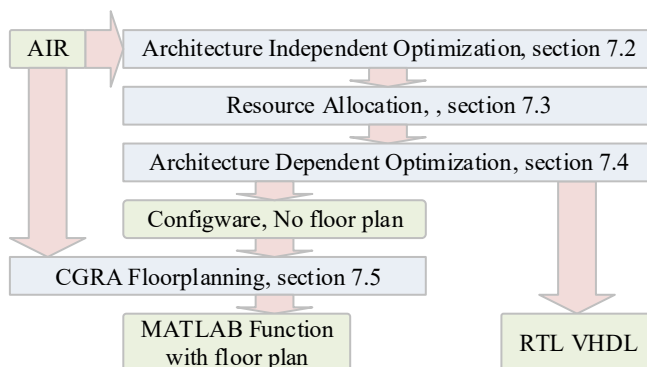 AIR
Architecture Independent Optimization, section 7.2
Resource Allocation, , section 7.3
Architecture Dependent Optimization, section 7.4
Configware, No floor plan
CGRA Floorplanning, section 7.5
MATLAB Function
with floor plan
RTL VHDL